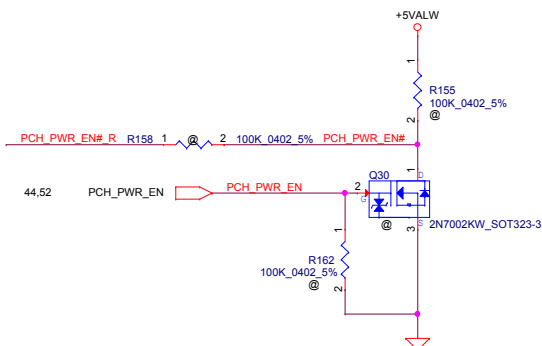 +5VALW
1
R155
100K_0402_5%
2
@
PCH_PWR_EN#_R R158 1 @ 2 100K_0402_5% PCH_PWR_EN#
1
Q30 D
44,52 PCH_PWR_EN PCH_PWR_EN 2 G
@ S 2N7002KW_SOT323-3
3
1
R162
100K_0402_5%
@
2